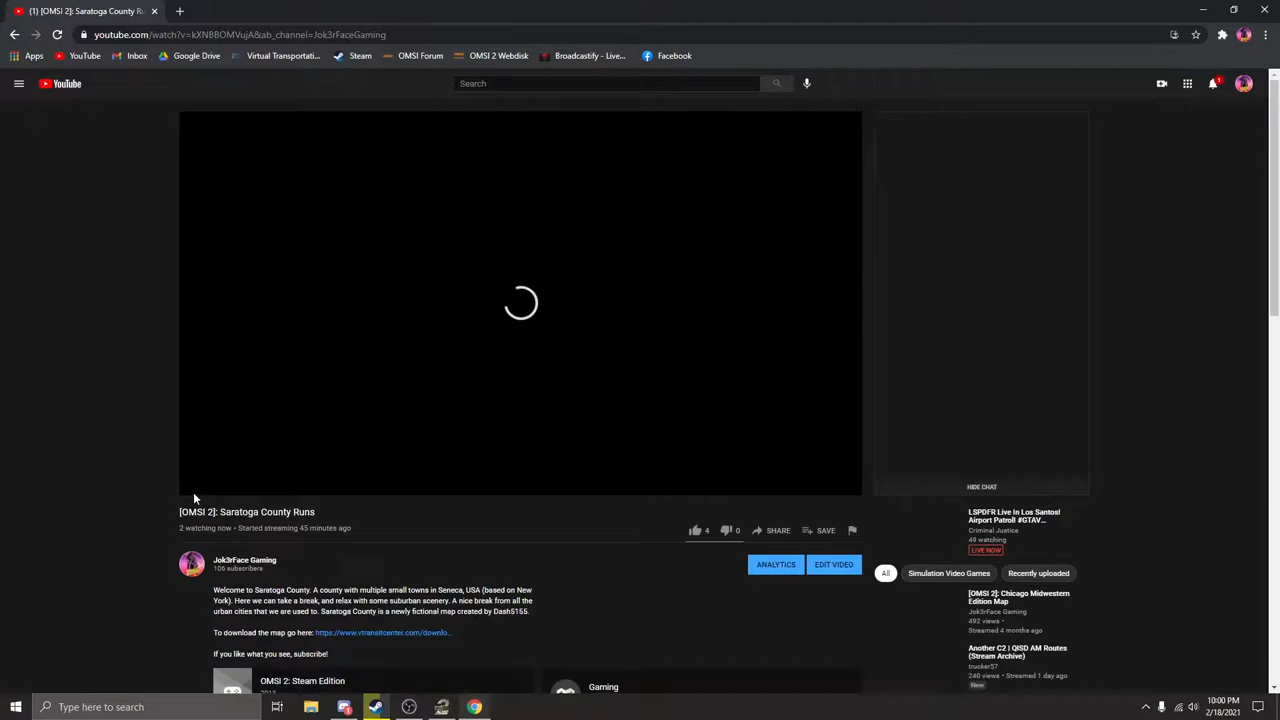 (1) [OMSI 2]: Saratoga County Ru
youtube.com/watch?v=kXNBBOMVujA&ab_channel=Jok3rFaceGaming
Apps YouTube Inbox Google Drive Virtual Transportati... Steam OMSI Forum OMSI 2 Webdisk Broadcastify - Live... Facebook
YouTube Search 1
HIDE CHAT
[OMSI 2]: Saratoga County Runs
2 watching now • Started streaming 45 minutes ago
4 0 SHARE SAVE
Jok3rFace Gaming
106 subscribers
ANALYTICS EDIT VIDEO
Welcome to Saratoga County. A county with multiple small towns in Seneca, USA (based on New
York). Here we can take a break, and relax with some suburban scenery. A nice break from all the
urban cities that we are used to. Saratoga County is a newly fictional map created by Dash5155.
To download the map go here: https://www.vtransitcenter.com/downlo...
If you like what you see, subscribe!
OMSI 2: Steam Edition
2013
Gaming
LSPDFR Live In Los Santos!
Airport Patrol! #GTAV...
Criminal Justice
49 watching
LIVE NOW
All Simulation Video Games Recently uploaded
[OMSI 2]: Chicago Midwestern
Edition Map
Jok3rFace Gaming
492 views •
Streamed 4 months ago
Another C2 | QISD AM Routes
(Stream Archive)
trucker57
240 views • Streamed 1 day ago
New
Type here to search
10:00 PM
2/18/2021